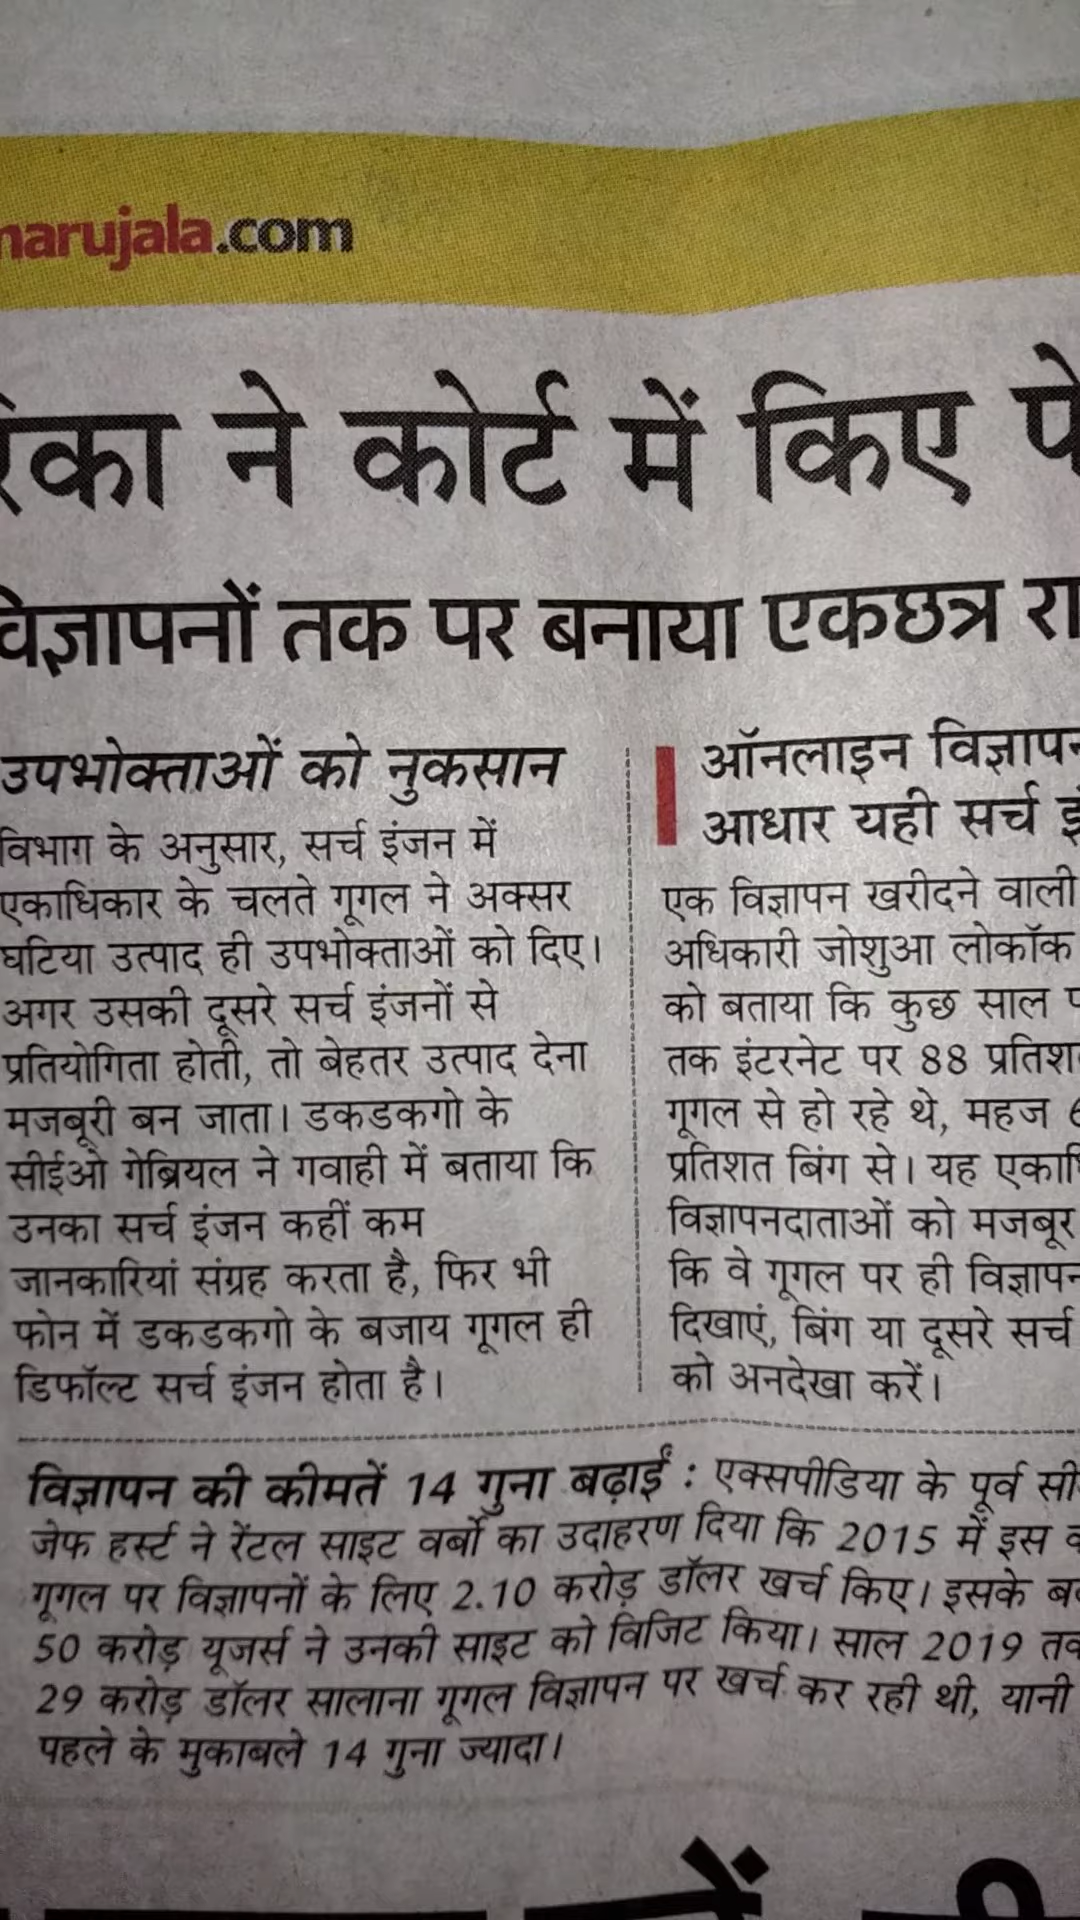 narujala.com
रिका ने कोर्ट में किए पे
विज्ञापनों तक पर बनाया एकछत्र रा
उपभोक्ताओं को नुकसान
विभाग के अनुसार, सर्च इंजन में
एकाधिकार के चलते गूगल ने अक्सर
घटिया उत्पाद ही उपभोक्ताओं को दिए।
अगर उसकी दूसरे सर्च इंजनों से
प्रतियोगिता होती, तो बेहतर उत्पाद देना
मजबूरी बन जाता। डकडकगो के
सीईओ गेब्रियल ने गवाही में बताया कि
उनका सर्च इंजन कहीं कम
जानकारियां संग्रह करता है, फिर भी
फोन में डकडकगो के बजाय गूगल ही
डिफॉल्ट सर्च इंजन होता है।
ऑनलाइन विज्ञापन
आधार यही सर्च इं
एक विज्ञापन खरीदने वाली
अधिकारी जोशुआ लोकॉक
को बताया कि कुछ साल प
तक इंटरनेट पर 88 प्रतिश
गूगल से हो रहे थे, महज 6
प्रतिशत बिंग से। यह एकाधि
विज्ञापनदाताओं को मजबूर
कि वे गूगल पर ही विज्ञापन
दिखाएं, बिंग या दूसरे सर्च
को अनदेखा करें।
विज्ञापन की कीमतें 14 गुना बढ़ाईं : एक्सपीडिया के पूर्व सी
जेफ हर्स्ट ने रेंटल साइट वर्बो का उदाहरण दिया कि 2015 में इस क
गूगल पर विज्ञापनों के लिए 2.10 करोड़ डॉलर खर्च किए। इसके बद
50 करोड़ यूजर्स ने उनकी साइट को विजिट किया। साल 2019 तक
29 करोड़ डॉलर सालाना गूगल विज्ञापन पर खर्च कर रही थी, यानी
पहले के मुकाबले 14 गुना ज्यादा।